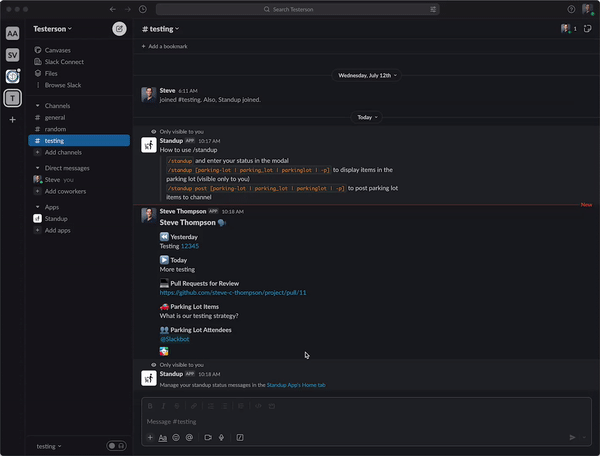 Search Testerson
AA
SV
T
Testerson
Canvases
Slack Connect
Files
Browse Slack
Channels
# general
# random
# testing
Add channels
Direct messages
Steve you
Add coworkers
Apps
Standup
Add apps
testing
# testing
1
+ Add a bookmark
Wednesday, July 12th
Steve 6:11 AM
joined #testing. Also, Standup joined.
Today
Only visible to you
Standup APP 10:17 AM
How to use /standup
/standup and enter your status in the modal
/standup [parking-lot | parking_lot | parkinglot | -p] to display items in the
parking lot (visible only to you)
/standup post [parking-lot | parking_lot | parkinglot | -p] to post parking lot
items to channel
New
Steve Thompson APP 10:18 AM
Steve Thompson
Yesterday
Testing 12345
Today
More testing
Pull Requests for Review
https://github.com/steve-c-thompson/project/pull/11
Parking Lot Items
What is our testing strategy?
Parking Lot Attendees
@Slackbot
Only visible to you
Standup APP 10:18 AM
Manage your standup status messages in the Standup App's Home tab
Message #testing
Aa